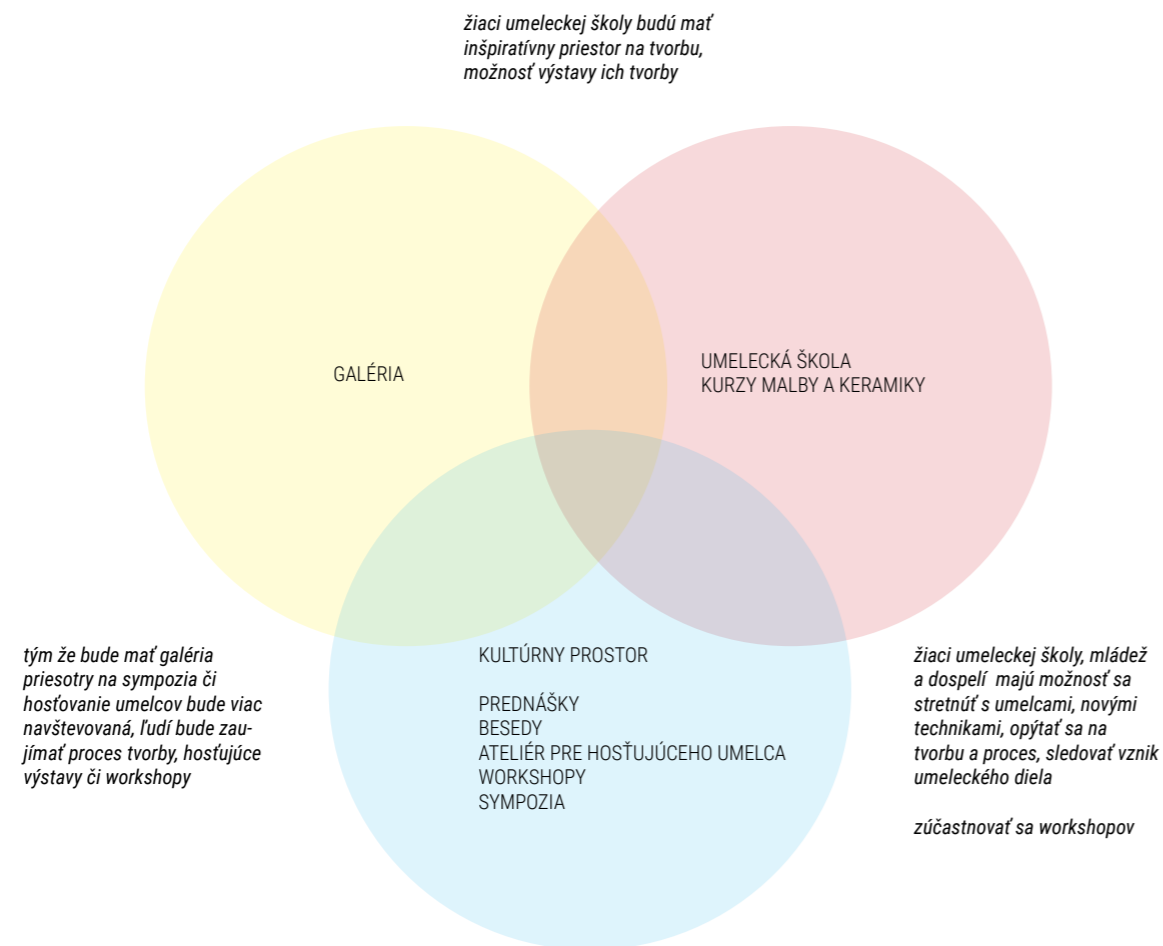 žiaci umeleckej školy budú mať
inšpiratívny priestor na tvorbu,
možnosť výstavy ich tvorby
GALÉRIA
UMELECKÁ ŠKOLA
KURZY MALBY A KERAMIKY
tým že bude mať galéria
priesotry na sympozia či
hosťovanie umelcov bude viac
navštevovaná, ľudí bude zau-
jímať proces tvorby, hosťujúce
výstavy či workshopy
KULTÚRNY PROSTOR
PREDNÁŠKY
BESEDY
ATELIÉR PRE HOSŤUJÚCEHO UMELCA
WORKSHOPY
SYMPOZIA
žiaci umeleckej školy, mládež
a dospelí majú možnosť sa
stretnúť s umelcami, novými
technikami, opýtať sa na
tvorbu a proces, sledovať vznik
umeleckého diela
zúčastnovať sa workshopov